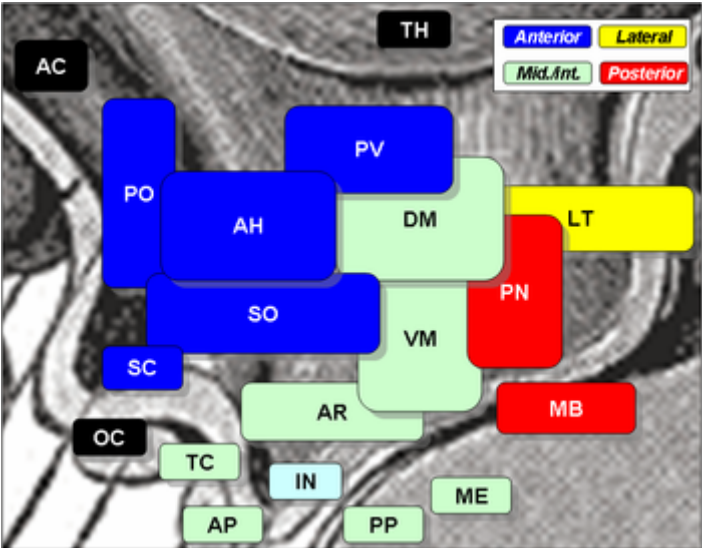 TH
AC
Anterior Lateral
Mid./int. Posterior
PV
PO
AH
DM
LT
SO
PN
VM
SC
AR
MB
OC
TC
IN
ME
AP
PP